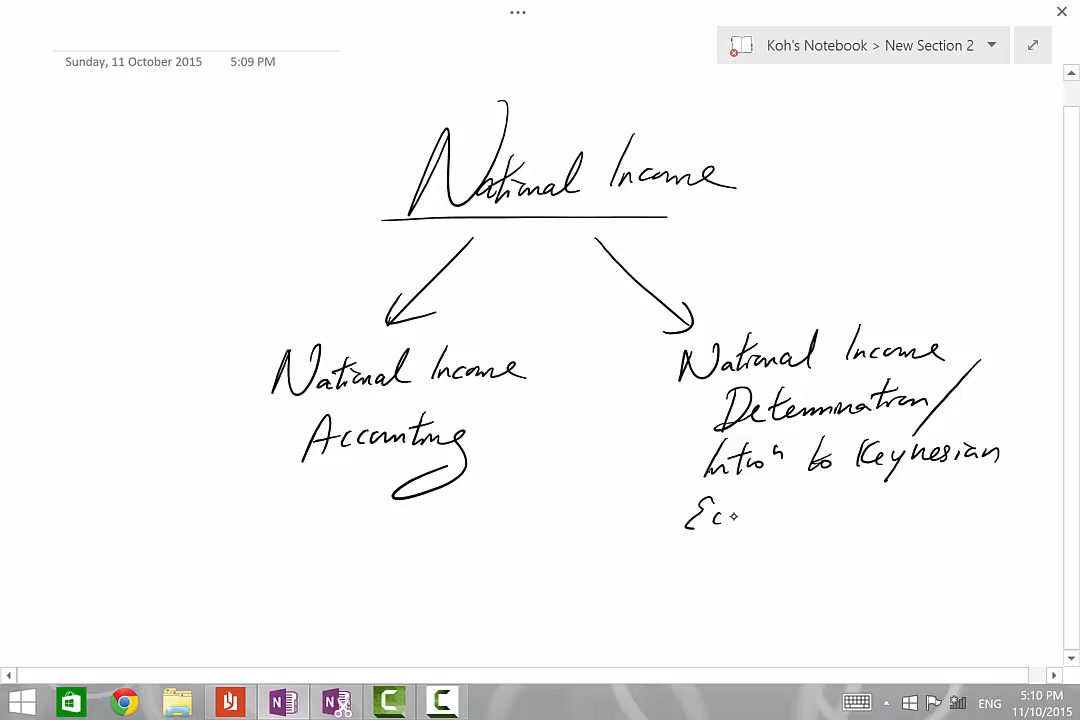 Koh's Notebook > New Section 2
Sunday, 11 October 2015 5:09 PM
National Income
National Income
Accounting
National Income
Determination/
Intro^n to Keynesian
Ec
ENG
5:10 PM
11/10/2015